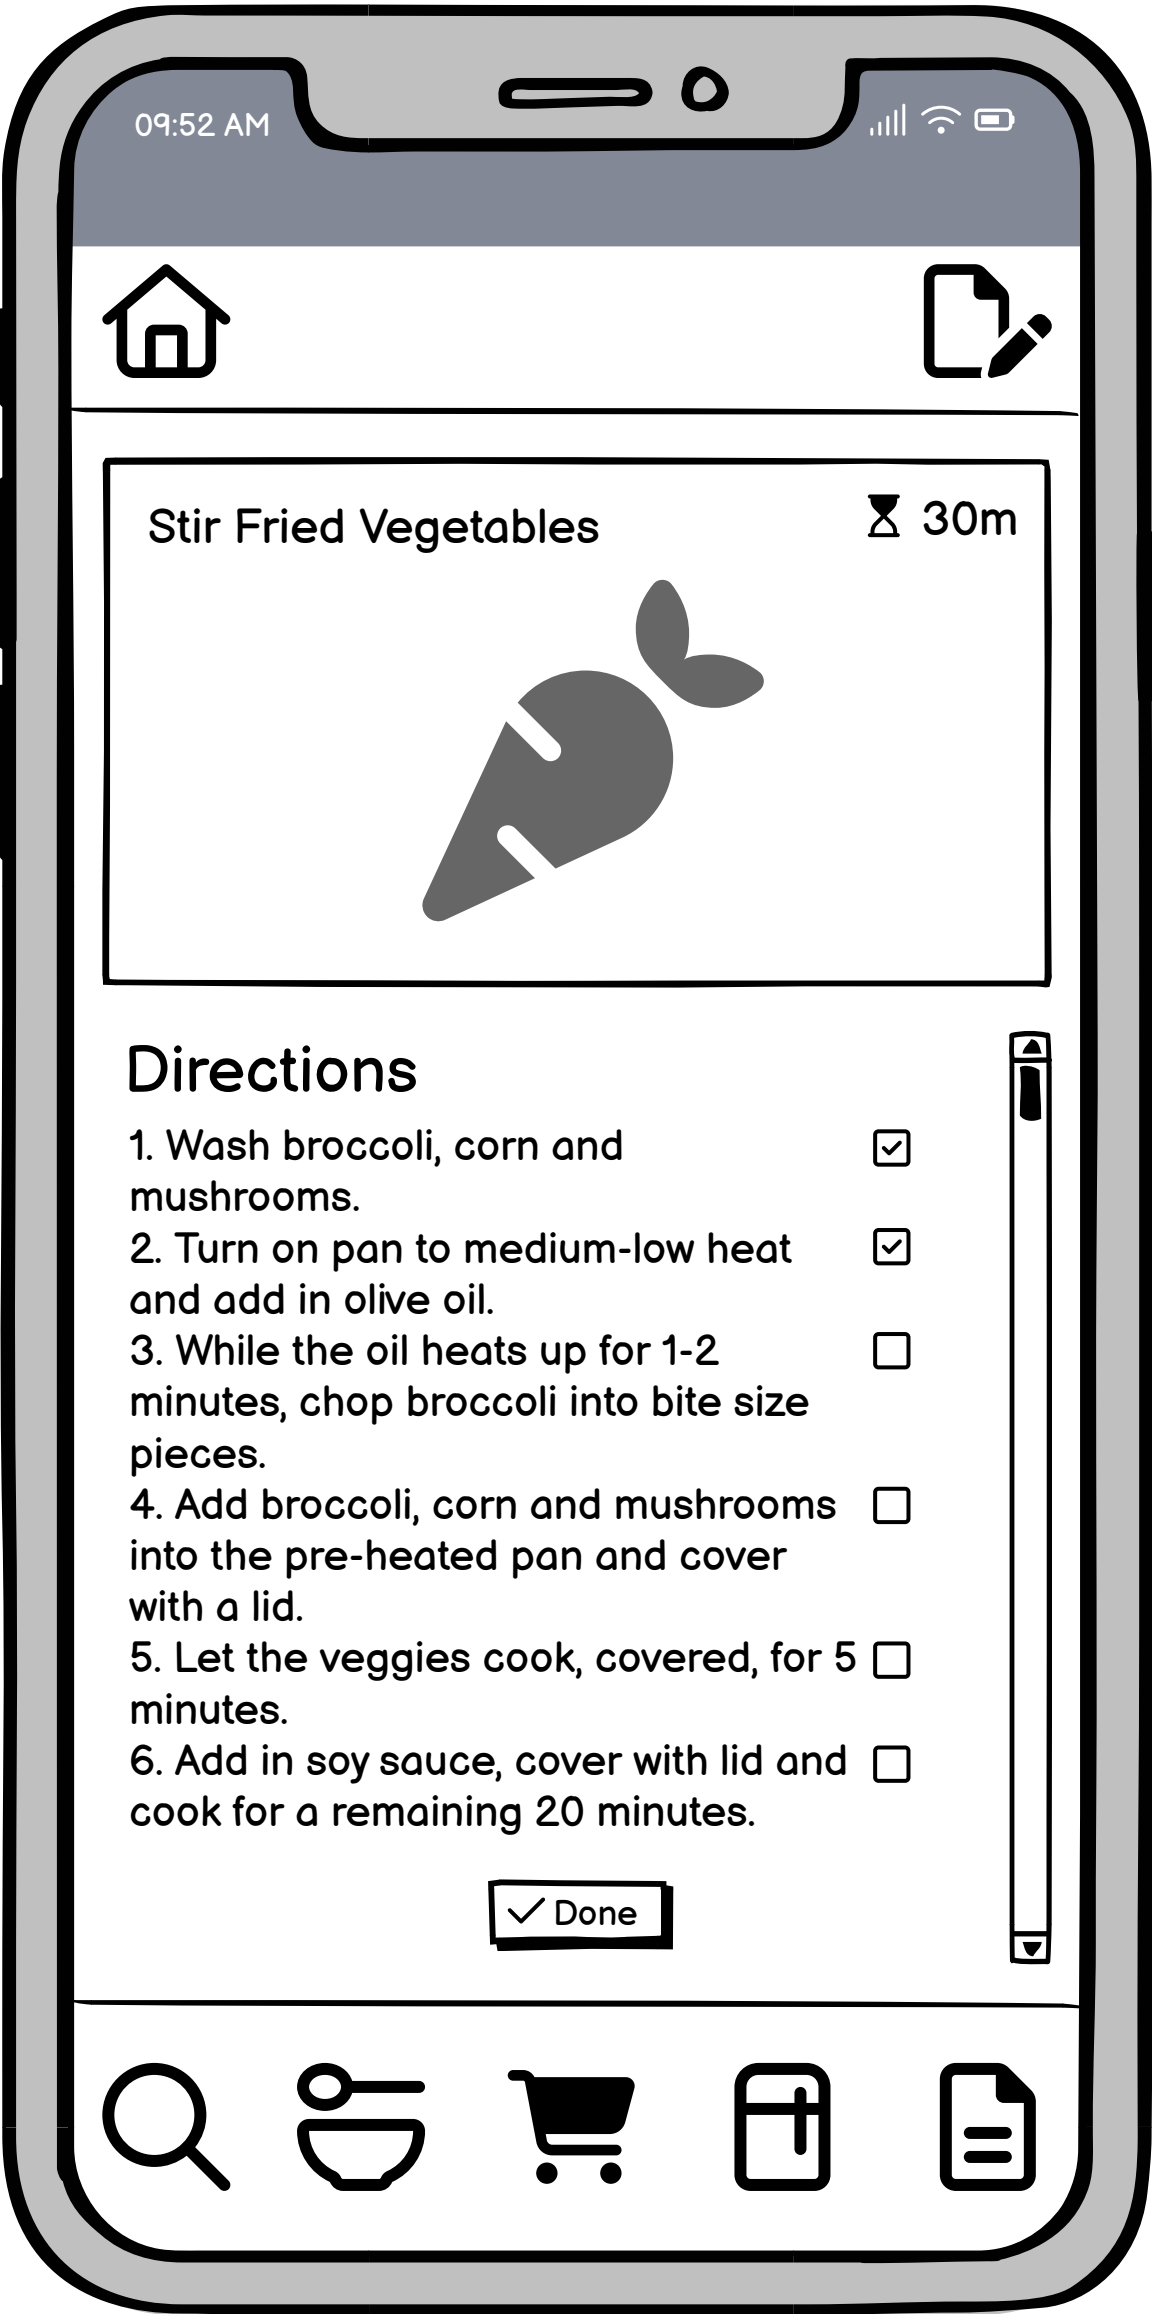 09:52 AM
Stir Fried Vegetables
30m
Directions
1. Wash broccoli, corn and
mushrooms.
2. Turn on pan to medium-low heat
and add in olive oil.
3. While the oil heats up for 1-2
minutes, chop broccoli into bite size
pieces.
4. Add broccoli, corn and mushrooms
into the pre-heated pan and cover
with a lid.
5. Let the veggies cook, covered, for 5
minutes.
6. Add in soy sauce, cover with lid and
cook for a remaining 20 minutes.
Done